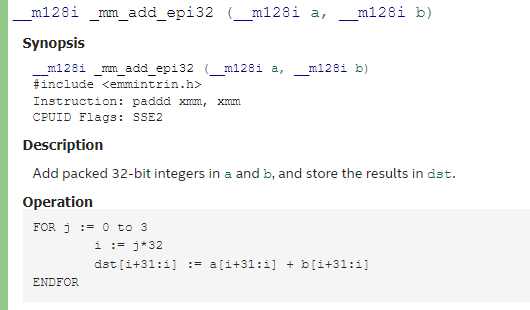 __m128i _mm_add_epi32 (__m128i a, __m128i b)
Synopsis
__m128i _mm_add_epi32 (__m128i a, __m128i b)
#include <emmintrin.h>
Instruction: paddd xmm, xmm
CPUID Flags: SSE2
Description
Add packed 32-bit integers in a and b, and store the results in dst.
Operation
FOR j := 0 to 3
i := j*32
dst[i+31:i] := a[i+31:i] + b[i+31:i]
ENDFOR